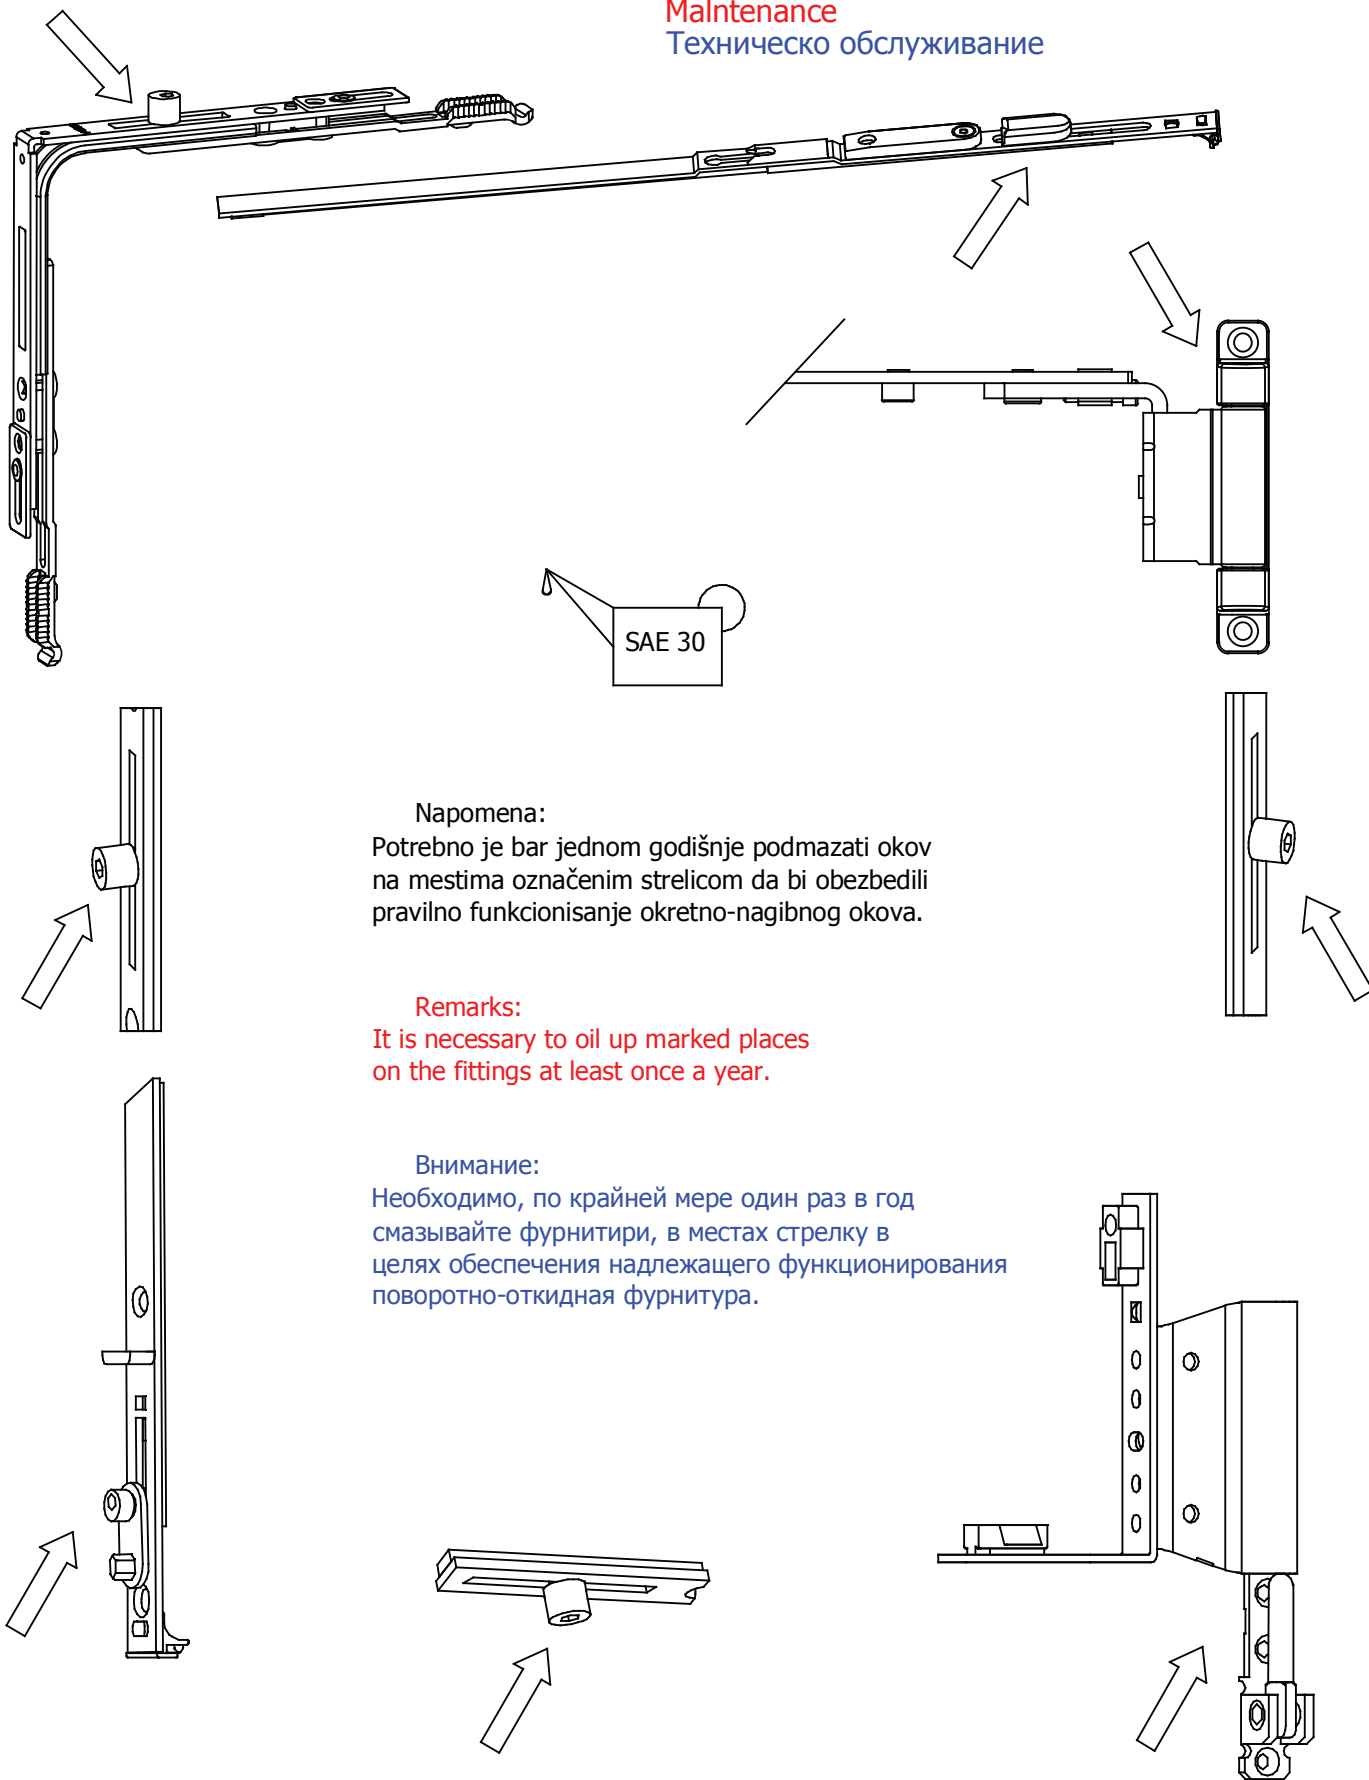 MaIntenance
Техническо обслуживание
SAE 30
Napomena:
Potrebno je bar jednom godišnje podmazati okov
na mestima označenim strelicom da bi obezbedili
pravilno funkcionisanje okretno-nagibnog okova.
Remarks:
It is necessary to oil up marked places
on the fittings at least once a year.
Внимание:
Необходимо, по крайней мере один раз в год
смазывайте фурнитири, в местах стрелку в
целях обеспечения надлежащего функционирования
поворотно-откидная фурнитура.